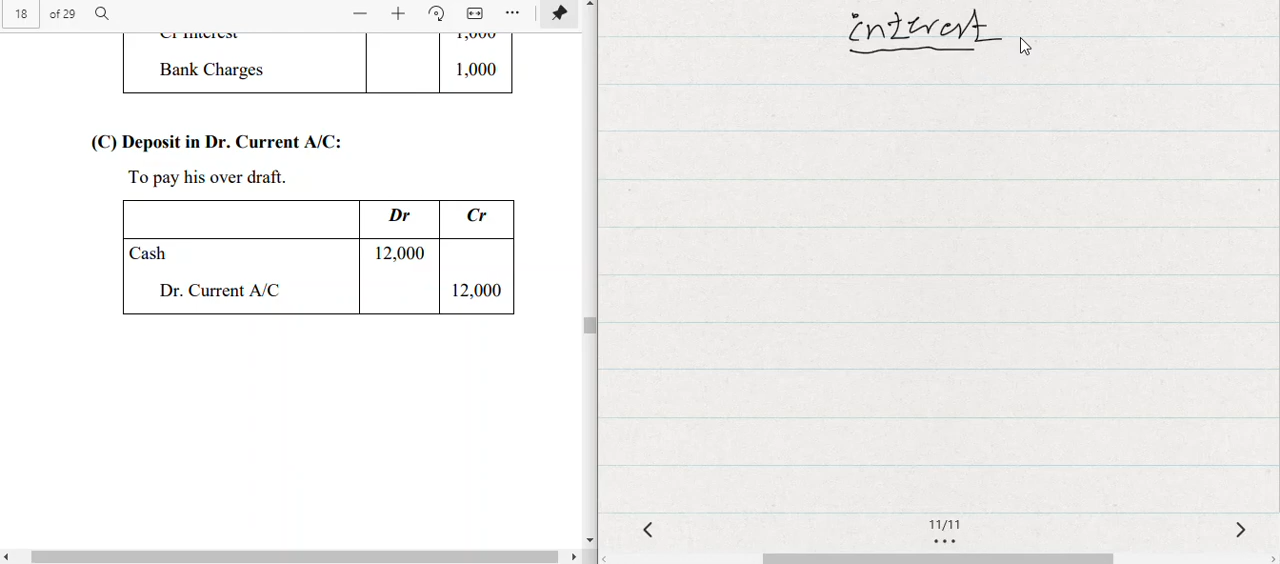 18 of 29
interest
Cr Interest 1,000
Bank Charges 1,000
(C) Deposit in Dr. Current A/C:
To pay his over draft.
Dr Cr
Cash 12,000
Dr. Current A/C 12,000
11/11